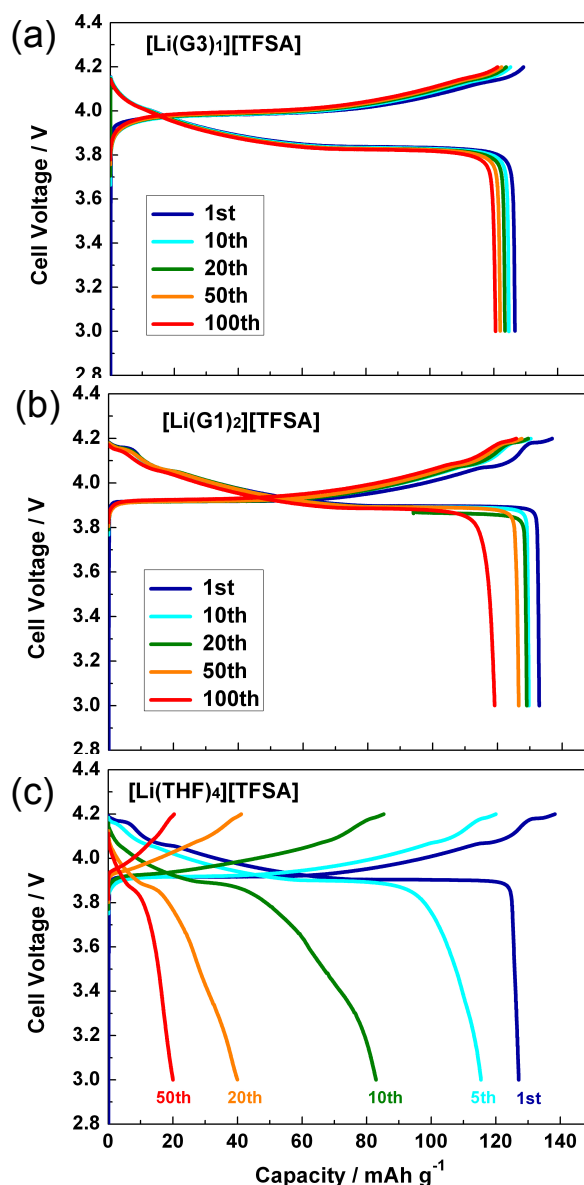 (a)
[Li(G3)₁][TFSA]
4.4
4.2
4.0
3.8
3.6
3.4
3.2
3.0
2.8
Cell Voltage / V
1st
10th
20th
50th
100th
(b)
[Li(G1)₂][TFSA]
4.4
4.2
4.0
3.8
3.6
3.4
3.2
3.0
2.8
Cell Voltage / V
1st
10th
20th
50th
100th
(c)
[Li(THF)₄][TFSA]
4.4
4.2
4.0
3.8
3.6
3.4
3.2
3.0
2.8
Cell Voltage / V
50th 20th 10th 5th 1st
0 20 40 60 80 100 120 140
Capacity / mAh g⁻¹